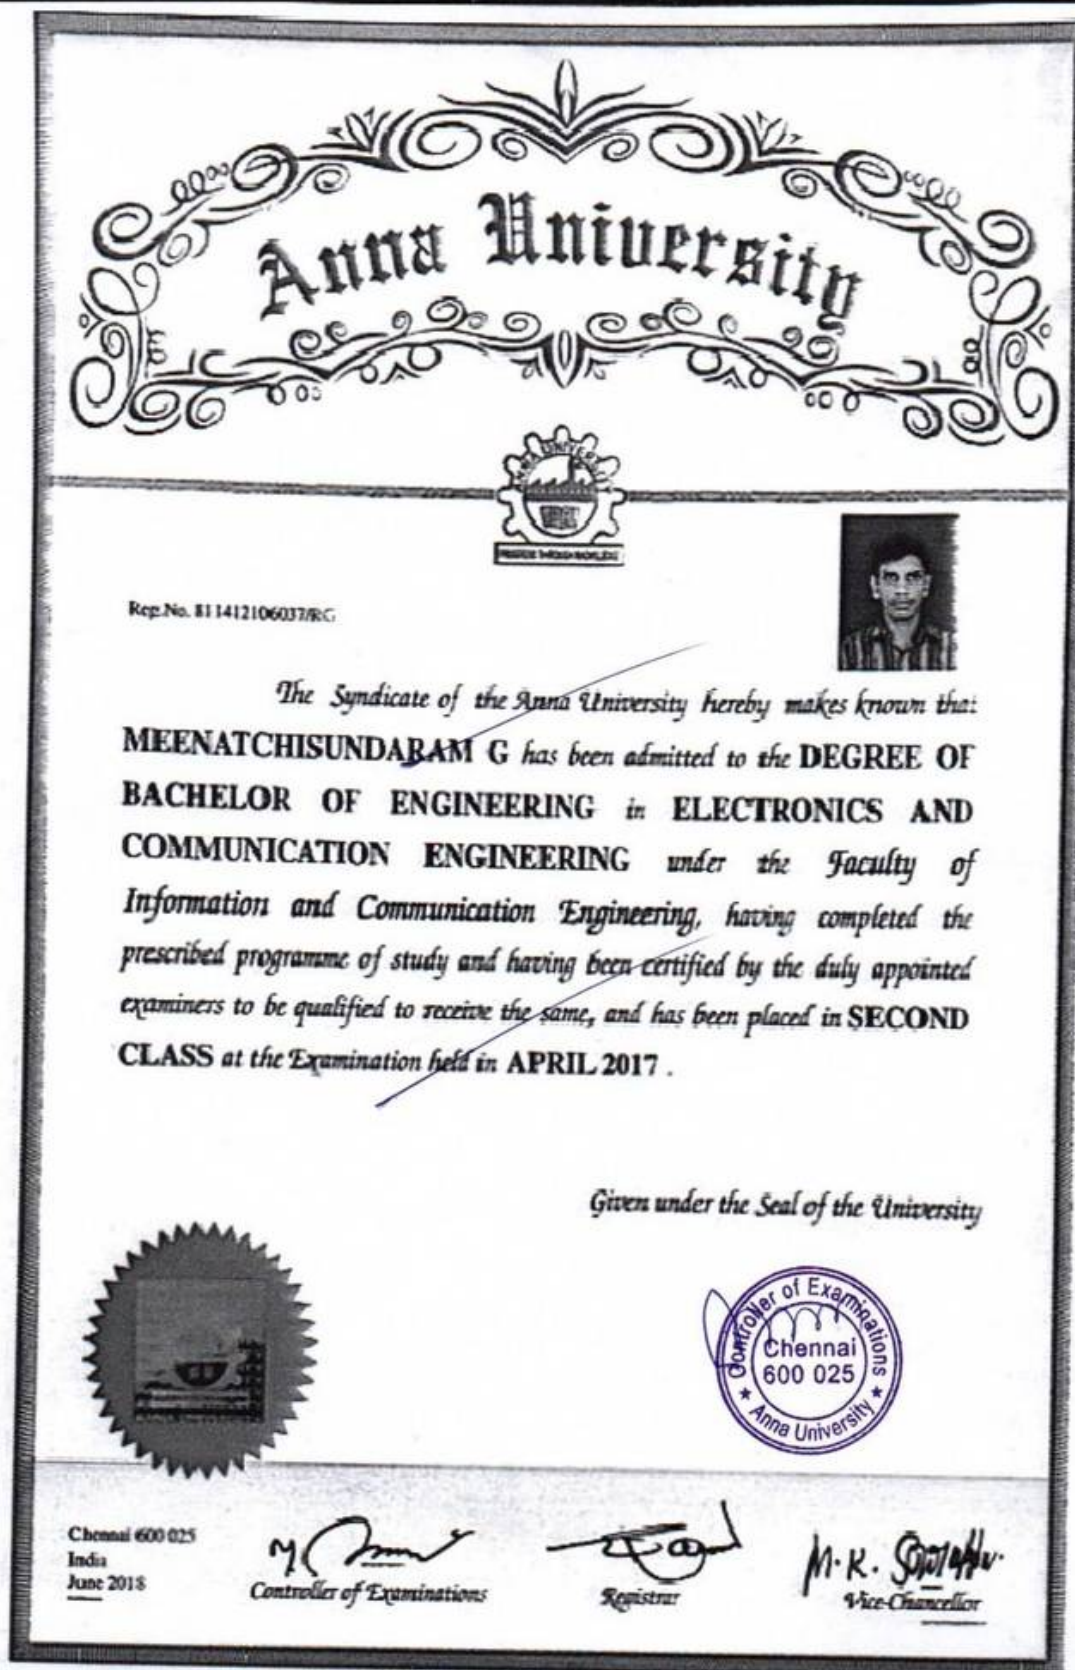 Anna University
ANNA UNIVERSITY
PROGRESS THROUGH KNOWLEDGE
Reg.No. 811412106037/RG
The Syndicate of the Anna University hereby makes known that
MEENATCHISUNDARAM G has been admitted to the DEGREE OF
BACHELOR OF ENGINEERING in ELECTRONICS AND
COMMUNICATION ENGINEERING under the Faculty of
Information and Communication Engineering, having completed the
prescribed programme of study and having been certified by the duly appointed
examiners to be qualified to receive the same, and has been placed in SECOND
CLASS at the Examination held in APRIL 2017 .
Given under the Seal of the University
Controller of Examinations
Chennai
600 025
★ Anna University ★
Chennai 600 025
India
June 2018
Controller of Examinations
Registrar
M.K.
Vice-Chancellor